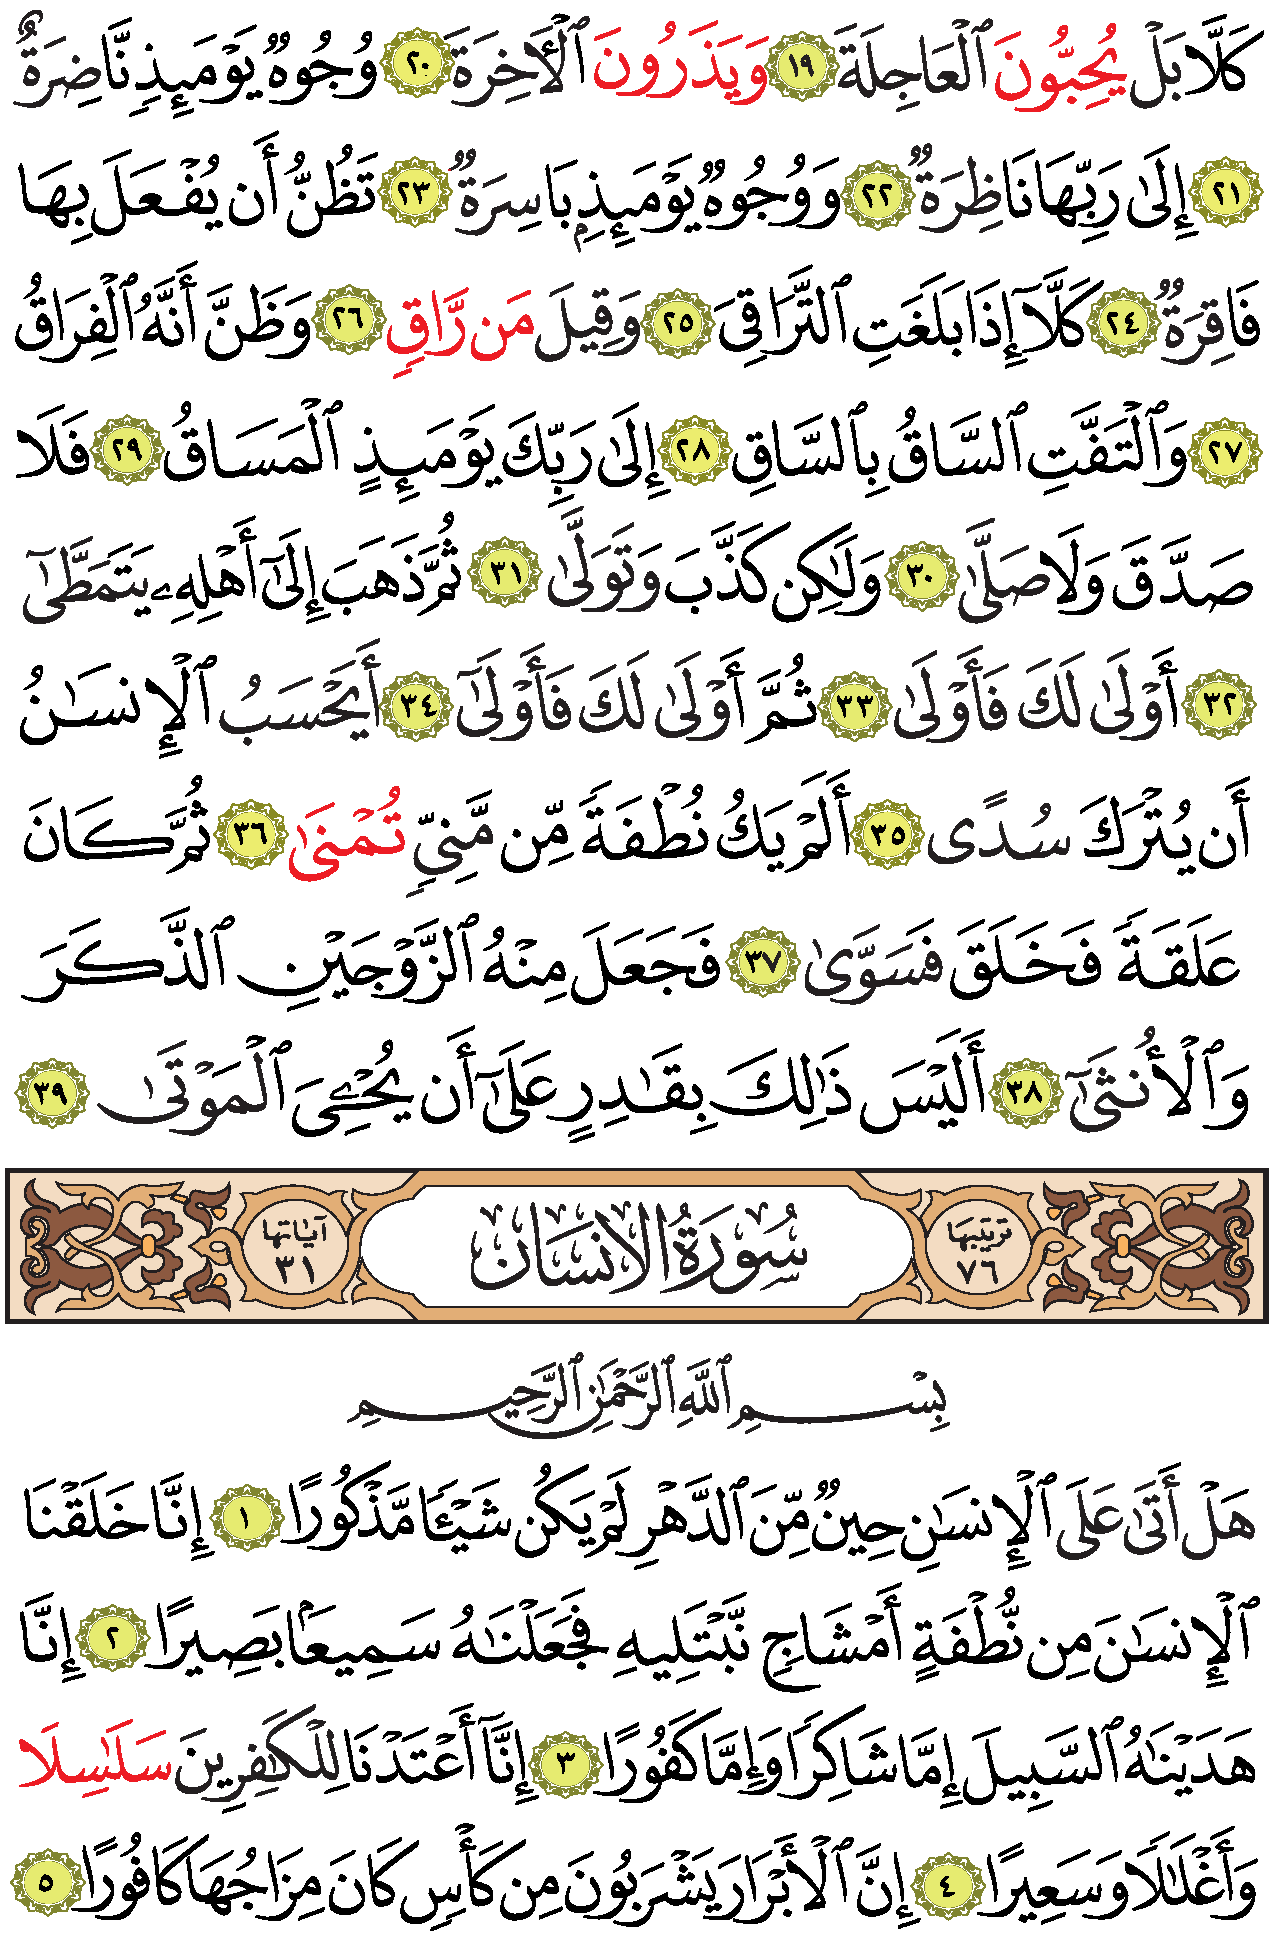 كَلَّا بَلْ يُحِبُّونَ ٱلْعَاجِلَةَ ١٩ وَيَذَرُونَ ٱلْأَخِرَةَ ٢٠ وُجُوهٌ يَوْمَئِذٍ نَّاضِرَةٌ
٢١ إِلَىٰ رَبِّهَا نَاظِرَةٌ ٢٢ وَوُجُوهٌ يَوْمَئِذِۭ بَاسِرَةٌ ٢٣ تَظُنُّ أَن يُفْعَلَ بِهَا
فَاقِرَةٌ ٢٤ كَلَّآ إِذَا بَلَغَتِ ٱلتَّرَاقِىَ ٢٥ وَقِيلَ مَن رَّاقٍ ٢٦ وَظَنَّ أَنَّهُ ٱلْفِرَاقُ
٢٧ وَٱلْتَفَّتِ ٱلسَّاقُ بِٱلسَّاقِ ٢٨ إِلَىٰ رَبِّكَ يَوْمَئِذٍ ٱلْمَسَاقُ ٢٩ فَلَا
صَدَّقَ وَلَا صَلَّىٰ ٣٠ وَلَٰكِن كَذَّبَ وَتَوَلَّىٰ ٣١ ثُمَّ ذَهَبَ إِلَىٰٓ أَهْلِهِۦ يَتَمَطَّىٰٓ
٣٢ أَوْلَىٰ لَكَ فَأَوْلَىٰ ٣٣ ثُمَّ أَوْلَىٰ لَكَ فَأَوْلَىٰٓ ٣٤ أَيَحْسَبُ ٱلْإِنسَٰنُ
أَن يُتْرَكَ سُدًى ٣٥ أَلَمْ يَكُ نُطْفَةً مِّن مَّنِىٍّ تُمْنَىٰ ٣٦ ثُمَّ كَانَ
عَلَقَةً فَخَلَقَ فَسَوَّىٰ ٣٧ فَجَعَلَ مِنْهُ ٱلزَّوْجَيْنِ ٱلذَّكَرَ
وَٱلْأُنثَىٰٓ ٣٨ أَلَيْسَ ذَٰلِكَ بِقَٰدِرٍ عَلَىٰٓ أَن يُحْۦِىَ ٱلْمَوْتَىٰ ٣٩
ترتيبها ٧٦ سُورَةُ الإِنسَان آيَاتها ٣١
بِسْمِ ٱللَّهِ ٱلرَّحْمَٰنِ ٱلرَّحِيمِ
هَلْ أَتَىٰ عَلَى ٱلْإِنسَٰنِ حِينٌ مِّنَ ٱلدَّهْرِ لَمْ يَكُن شَيْـًٔا مَّذْكُورًا ١ إِنَّا خَلَقْنَا
ٱلْإِنسَٰنَ مِن نُّطْفَةٍ أَمْشَاجٍ نَّبْتَلِيهِ فَجَعَلْنَٰهُ سَمِيعًۢا بَصِيرًا ٢ إِنَّا
هَدَيْنَٰهُ ٱلسَّبِيلَ إِمَّا شَاكِرًا وَإِمَّا كَفُورًا ٣ إِنَّآ أَعْتَدْنَا لِلْكَٰفِرِينَ سَلَٰسِلَا
وَأَغْلَٰلًا وَسَعِيرًا ٤ إِنَّ ٱلْأَبْرَارَ يَشْرَبُونَ مِن كَأْسٍ كَانَ مِزَاجُهَا كَافُورًا ٥